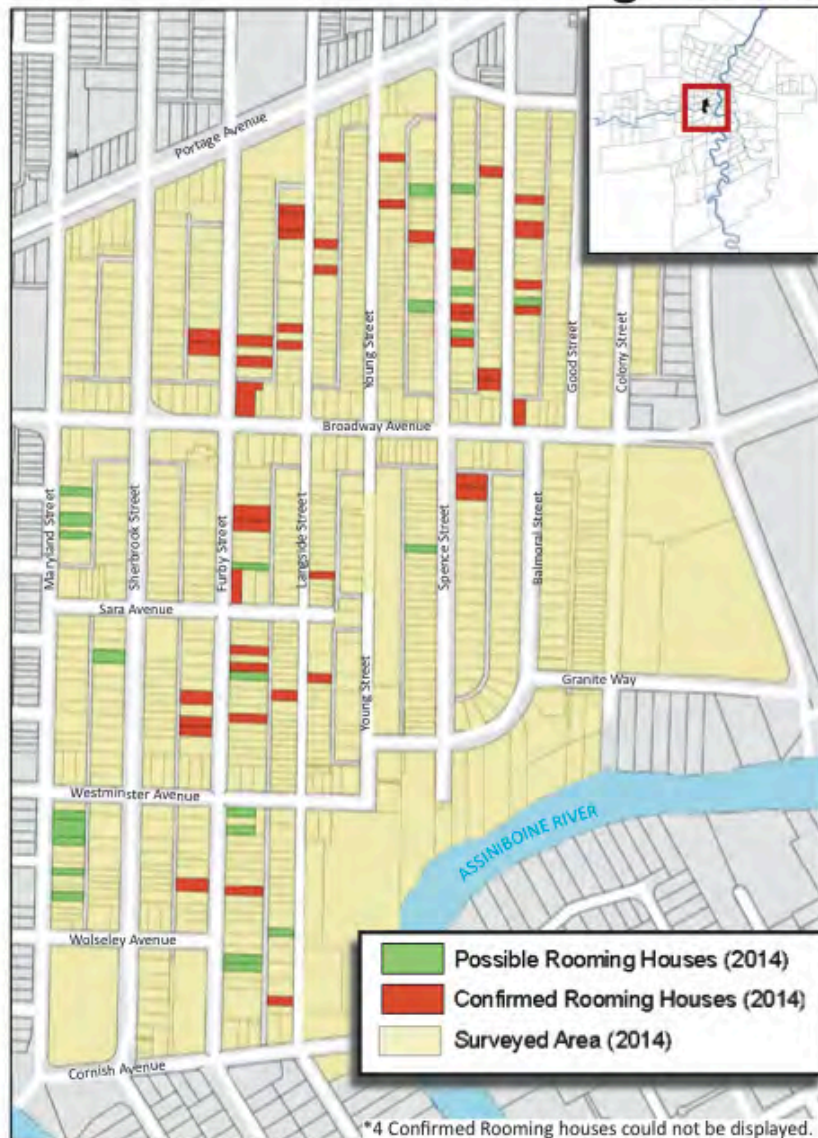 Portage Avenue
Young Street
Good Street
Colony Street
Broadway Avenue
Maryland Street
Sherbrook Street
Furby Street
Langside Street
Spence Street
Balmoral Street
Sara Avenue
Young Street
Granite Way
Westminster Avenue
ASSINIBOINE RIVER
Wolseley Avenue
Possible Rooming Houses (2014)
Confirmed Rooming Houses (2014)
Surveyed Area (2014)
Cornish Avenue
*4 Confirmed Rooming houses could not be displayed.